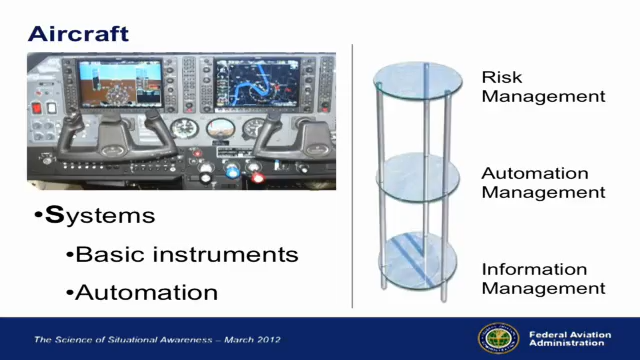 Aircraft
•Systems
•Basic instruments
•Automation
Risk
Management
Automation
Management
Information
Management
The Science of Situational Awareness – March 2012
Federal Aviation
Administration